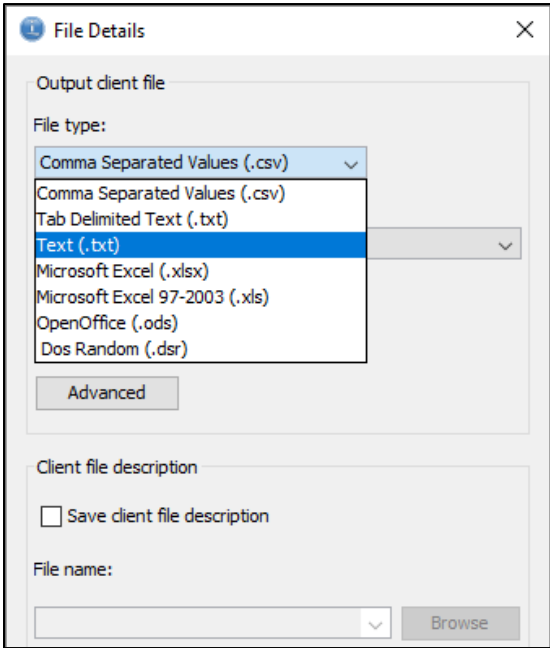 File Details
Output client file
File type:
Comma Separated Values (.csv)
Comma Separated Values (.csv)
Tab Delimited Text (.txt)
Text (.txt)
Microsoft Excel (.xlsx)
Microsoft Excel 97-2003 (.xls)
OpenOffice (.ods)
Dos Random (.dsr)
Advanced
Client file description
Save client file description
File name:
Browse